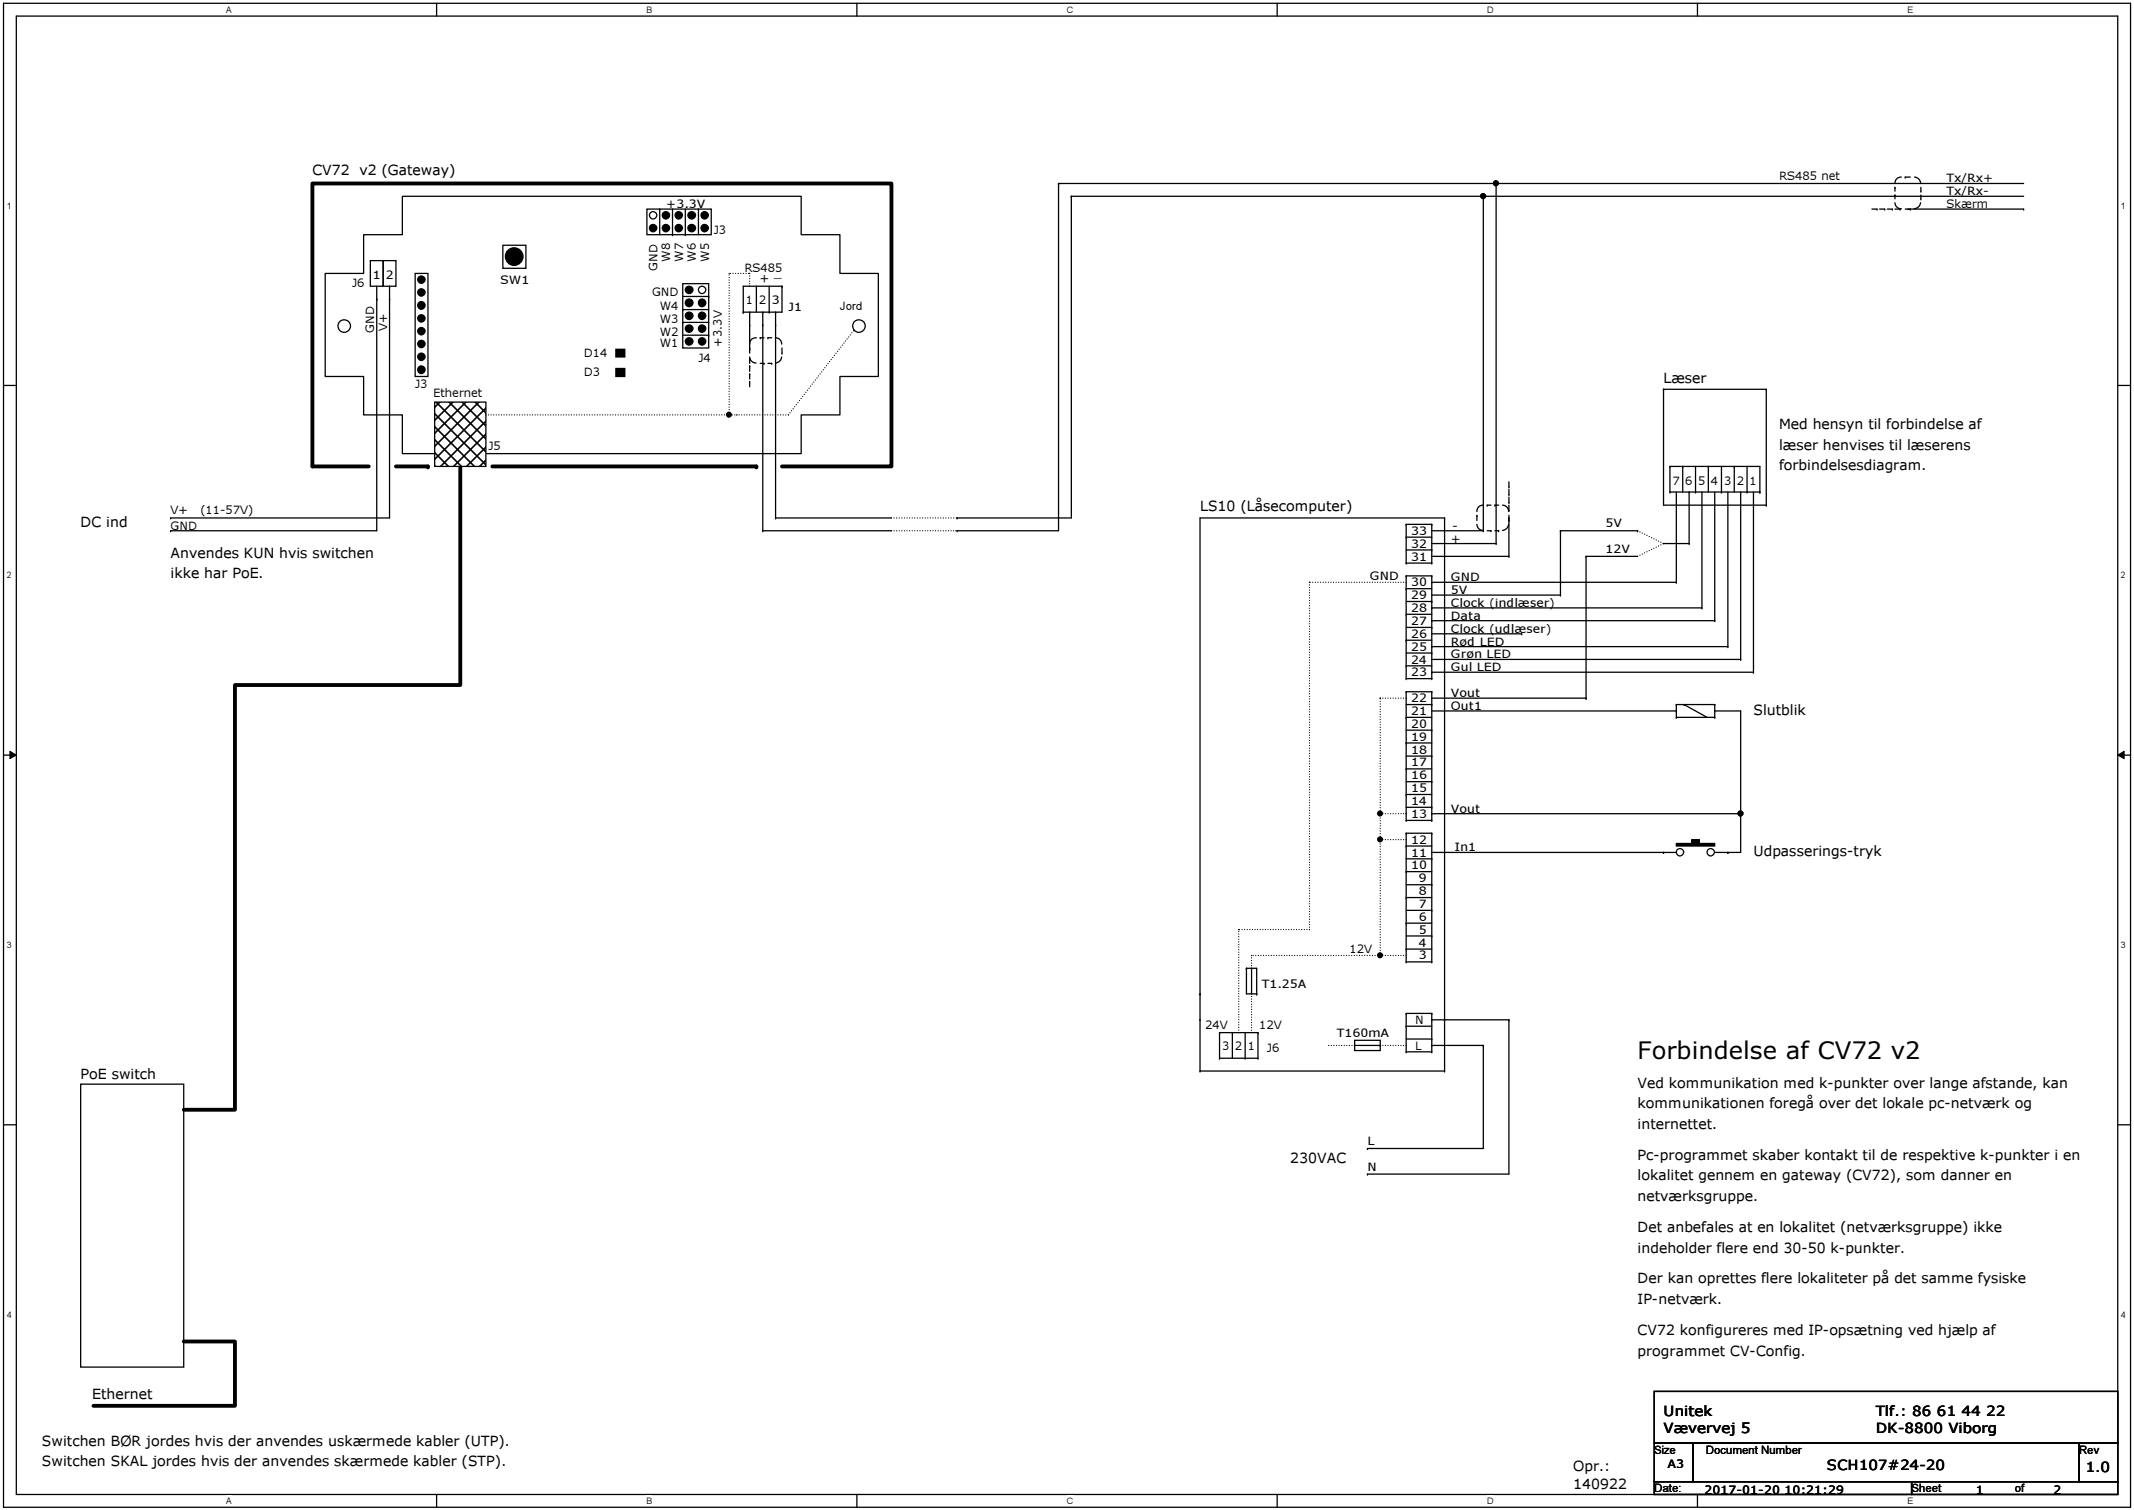 A B C D E
CV72 v2 (Gateway)
+3.3V
J3
GND W8 W7 W6 W5
SW1
J6
1 2
GND
V+
J3
RS485
+ −
GND
W4
W3
W2
W1
+3.3V
J4
1 2 3
J1
Jord
D14
D3
Ethernet
J5
DC ind
V+ (11-57V)
GND
Anvendes KUN hvis switchen
ikke har PoE.
RS485 net
Tx/Rx+
Tx/Rx-
Skærm
Læser
7 6 5 4 3 2 1
Med hensyn til forbindelse af
læser henvises til læserens
forbindelsesdiagram.
LS10 (Låsecomputer)
33 -
32 +
31
5V
12V
GND 30 GND
29 5V
28 Clock (indlæser)
27 Data
26 Clock (udlæser)
25 Rød LED
24 Grøn LED
23 Gul LED
22 Vout
21 Out1
20
19
18
17
16
15
14
13 Vout
12
11 In1
10
9
8
7
6
5
4
12V 3
Slutblik
Udpasserings-tryk
T1.25A
24V 12V
3 2 1 J6
T160mA
N
L
230VAC
L
N
PoE switch
Ethernet
Switchen BØR jordes hvis der anvendes uskærmede kabler (UTP).
Switchen SKAL jordes hvis der anvendes skærmede kabler (STP).
Forbindelse af CV72 v2
Ved kommunikation med k-punkter over lange afstande, kan
kommunikationen foregå over det lokale pc-netværk og
internettet.
Pc-programmet skaber kontakt til de respektive k-punkter i en
lokalitet gennem en gateway (CV72), som danner en
netværksgruppe.
Det anbefales at en lokalitet (netværksgruppe) ikke
indeholder flere end 30-50 k-punkter.
Der kan oprettes flere lokaliteter på det samme fysiske
IP-netværk.
CV72 konfigureres med IP-opsætning ved hjælp af
programmet CV-Config.
Opr.:
140922
Unitek Tlf.: 86 61 44 22
Vævervej 5 DK-8800 Viborg
Size Document Number Rev
A3 SCH107#24-20 1.0
Date: 2017-01-20 10:21:29 Sheet 1 of 2
1 1
2 2
3 3
4 4
A B C D E